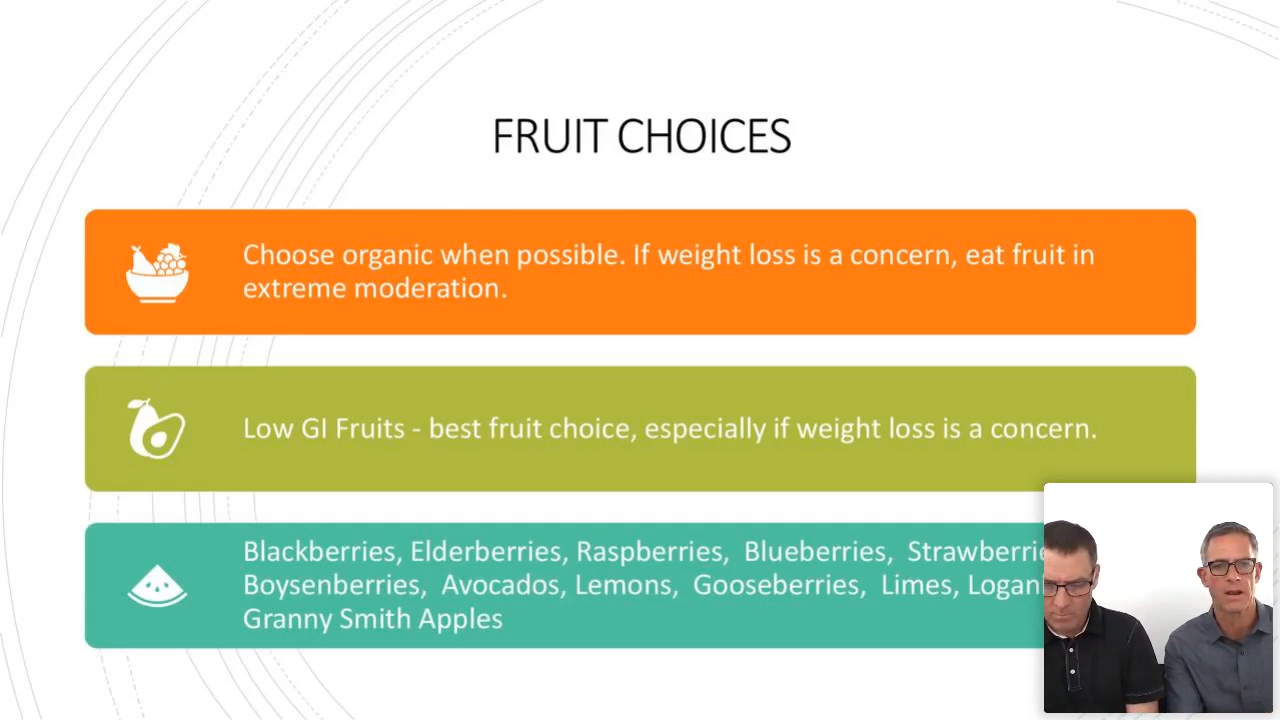 FRUIT CHOICES
Choose organic when possible. If weight loss is a concern, eat fruit in
extreme moderation.
Low GI Fruits - best fruit choice, especially if weight loss is a concern.
Blackberries, Elderberries, Raspberries, Blueberries,
Boysenberries, Avocados, Lemons, Gooseberries, Limes,
Granny Smith Apples